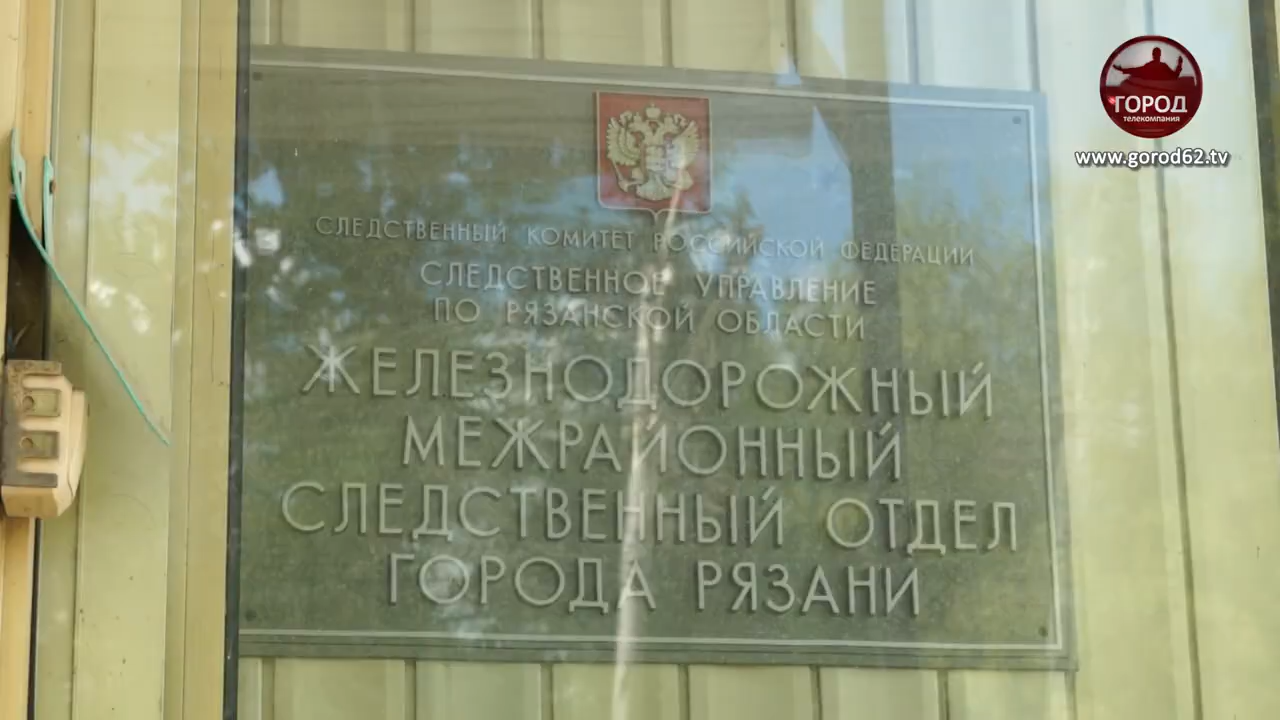 ГОРОД
телекомпания
www.gorod62.tv
СЛЕДСТВЕННЫЙ КОМИТЕТ РОССИЙСКОЙ ФЕДЕРАЦИИ
СЛЕДСТВЕННОЕ УПРАВЛЕНИЕ
ПО РЯЗАНСКОЙ ОБЛАСТИ
ЖЕЛЕЗНОДОРОЖНЫЙ
МЕЖРАЙОННЫЙ
СЛЕДСТВЕННЫЙ ОТДЕЛ
ГОРОДА РЯЗАНИ